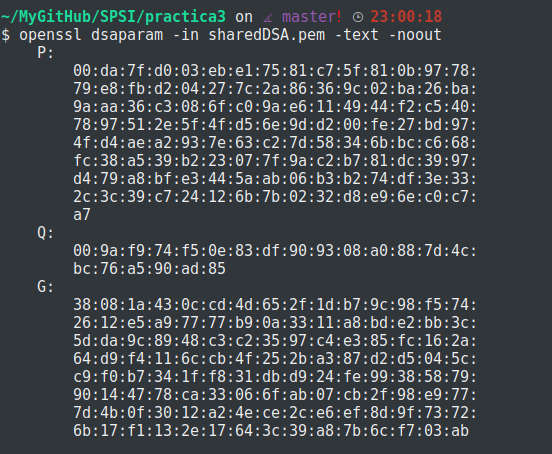 ~/MyGitHub/SPSI/practica3 on master! 23:00:18
$ openssl dsaparam -in sharedDSA.pem -text -noout
P:
00:da:7f:d0:03:eb:e1:75:81:c7:5f:81:0b:97:78:
79:e8:fb:d2:04:27:7c:2a:86:36:9c:02:ba:26:ba:
9a:aa:36:c3:08:6f:c0:9a:e6:11:49:44:f2:c5:40:
78:97:51:2e:5f:4f:d5:6e:9d:d2:00:fe:27:bd:97:
4f:d4:ae:a2:93:7e:63:c2:7d:58:34:6b:bc:c6:68:
fc:38:a5:39:b2:23:07:7f:9a:c2:b7:81:dc:39:97:
d4:79:a8:bf:e3:44:5a:ab:06:b3:b2:74:df:3e:33:
2c:3c:39:c7:24:12:6b:7b:02:32:d8:e9:6e:c0:c7:
a7
Q:
00:9a:f9:74:f5:0e:83:df:90:93:08:a0:88:7d:4c:
bc:76:a5:90:ad:85
G:
38:08:1a:43:0c:cd:4d:65:2f:1d:b7:9c:98:f5:74:
26:12:e5:a9:77:77:b9:0a:33:11:a8:bd:e2:bb:3c:
5d:da:9c:89:48:c3:c2:35:97:c4:e3:85:fc:16:2a:
64:d9:f4:11:6c:cb:4f:25:2b:a3:87:d2:d5:04:5c:
c9:f0:b7:34:1f:f8:31:db:d9:24:fe:99:38:58:79:
90:14:47:78:ca:33:06:6f:ab:07:cb:2f:98:e9:77:
7d:4b:0f:30:12:a2:4e:ce:2c:e6:ef:8d:9f:73:72:
6b:17:f1:13:2e:17:64:3c:39:a8:7b:6c:f7:03:ab